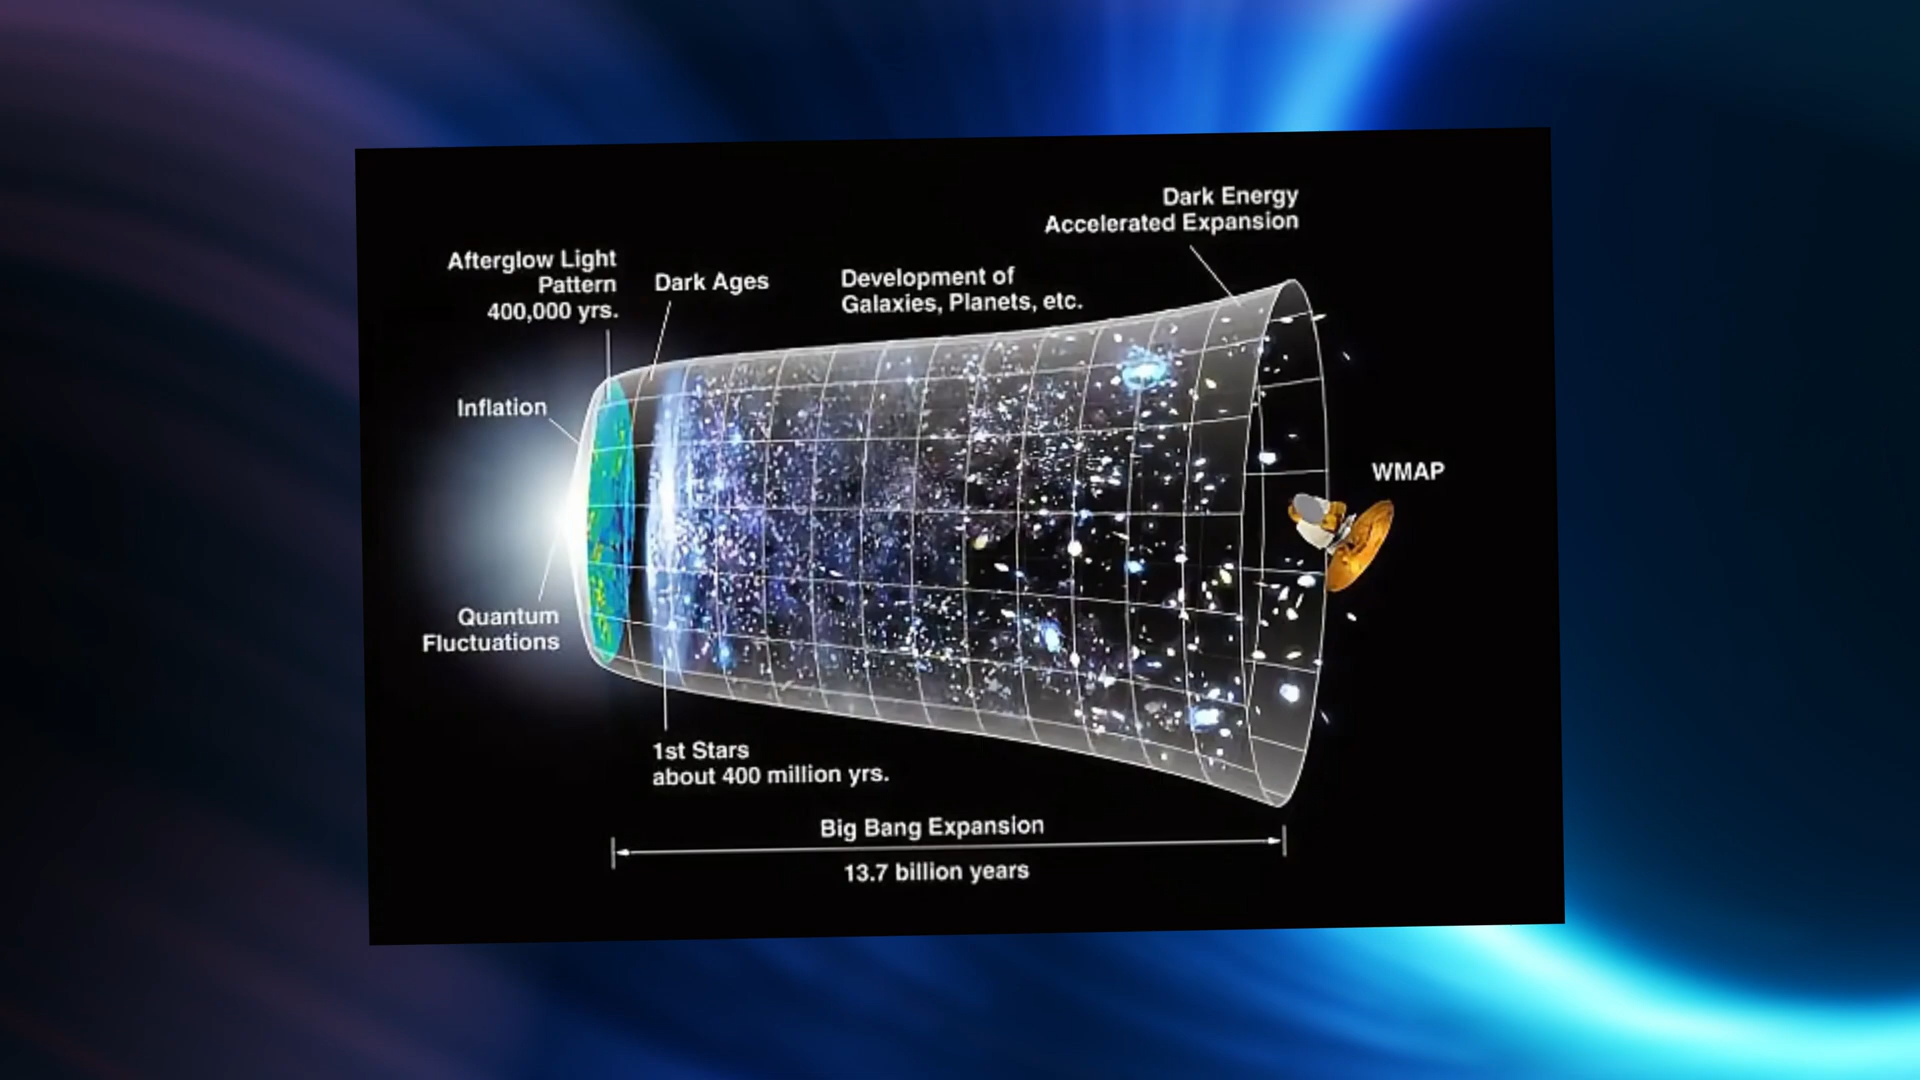 Dark Energy
Accelerated Expansion
Afterglow Light
Pattern
400,000 yrs.
Dark Ages
Development of
Galaxies, Planets, etc.
Inflation
WMAP
Quantum
Fluctuations
1st Stars
about 400 million yrs.
Big Bang Expansion
13.7 billion years